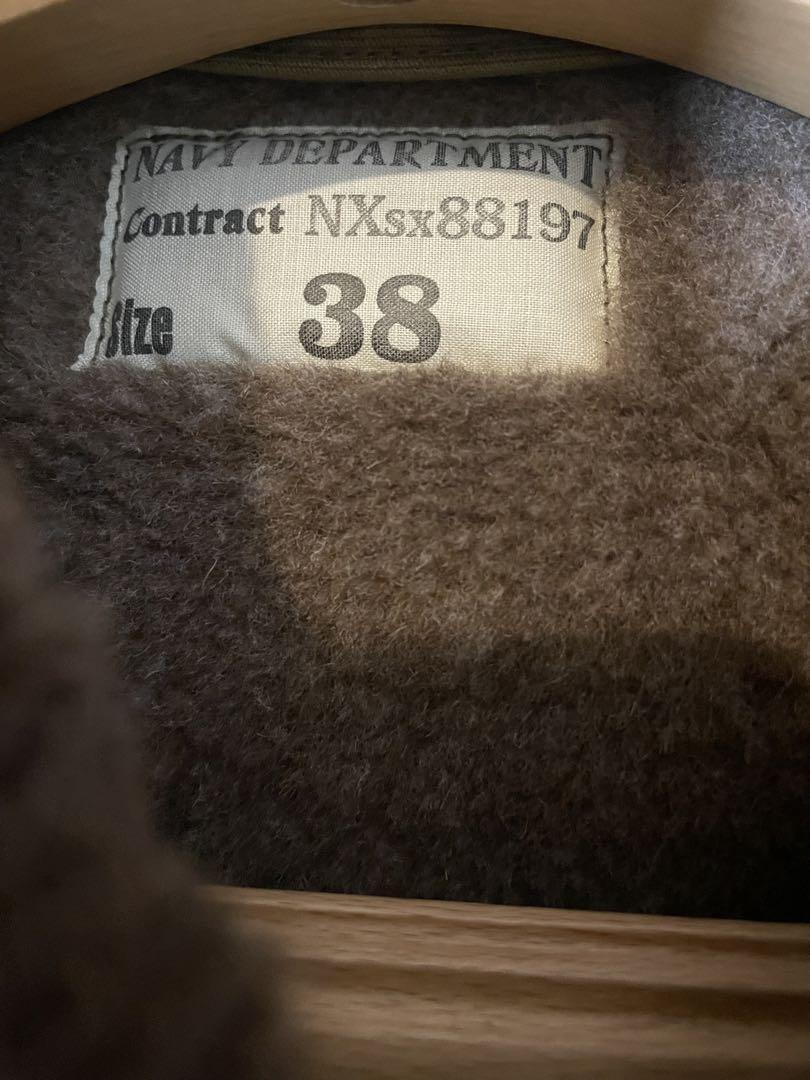 NAVY DEPARTMENT
Contract NXsx88197
Size 38